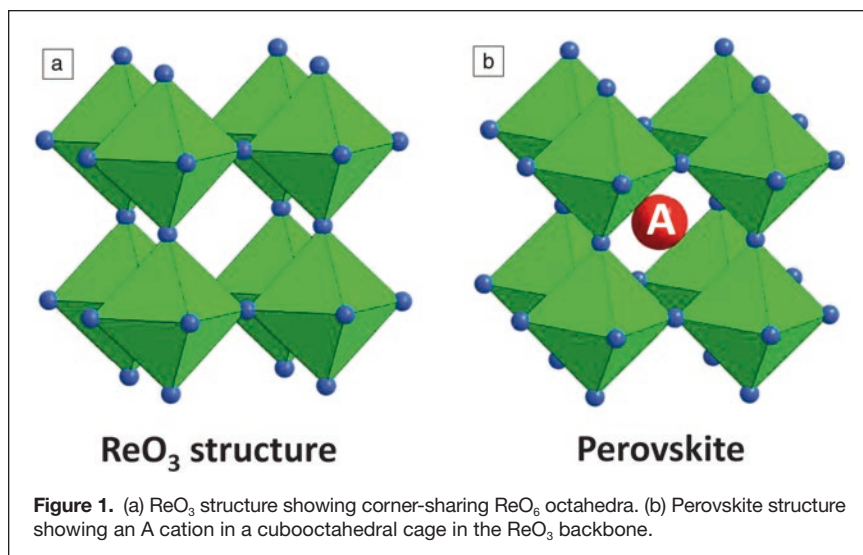 a
b
A
ReO₃ structure
Perovskite
Figure 1. (a) ReO₃ structure showing corner-sharing ReO₆ octahedra. (b) Perovskite structure
showing an A cation in a cubooctahedral cage in the ReO₃ backbone.